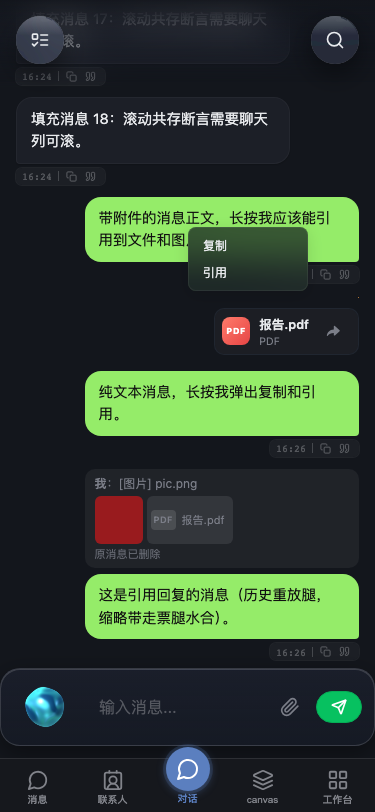 填充消息 17：滚动共存断言需要聊天
滚。
16:24
填充消息 18：滚动共存断言需要聊天
列可滚。
16:24
带附件的消息正文，长按我应该能引
用到文件和图
复制
引用
PDF
报告.pdf
PDF
纯文本消息，长按我弹出复制和引
用。
16:26
我：[图片] pic.png
PDF
报告.pdf
原消息已删除
这是引用回复的消息（历史重放腿，
缩略带走票腿水合）。
16:26
输入消息...
消息
联系人
对话
canvas
工作台